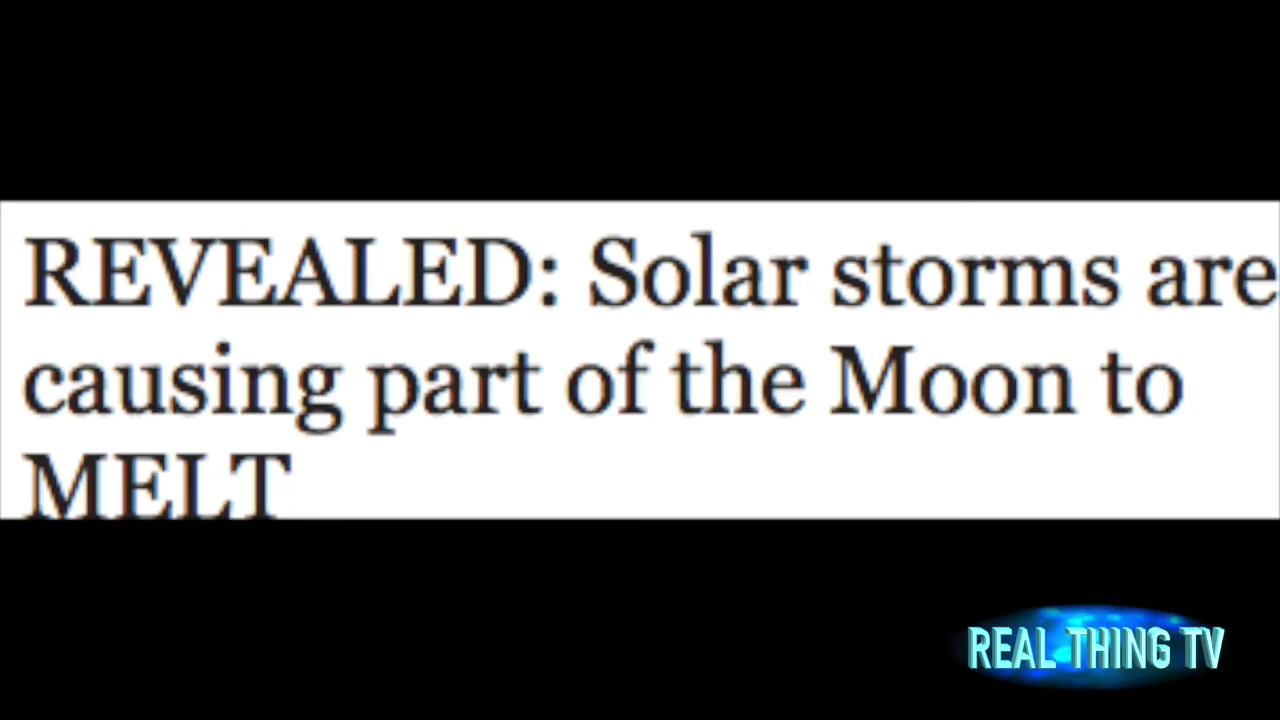 REVEALED: Solar storms are
causing part of the Moon to
MELT
REAL THING TV